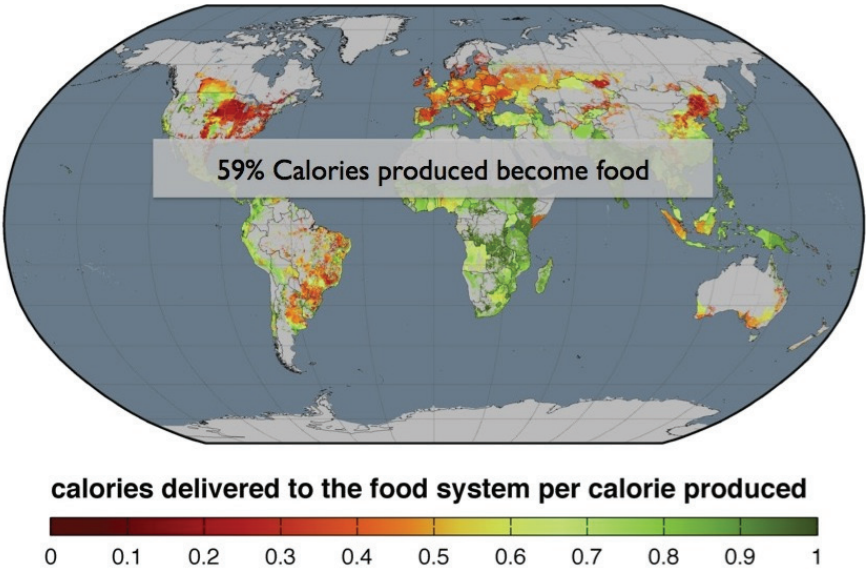 59% Calories produced become food
calories delivered to the food system per calorie produced
0 0.1 0.2 0.3 0.4 0.5 0.6 0.7 0.8 0.9 1